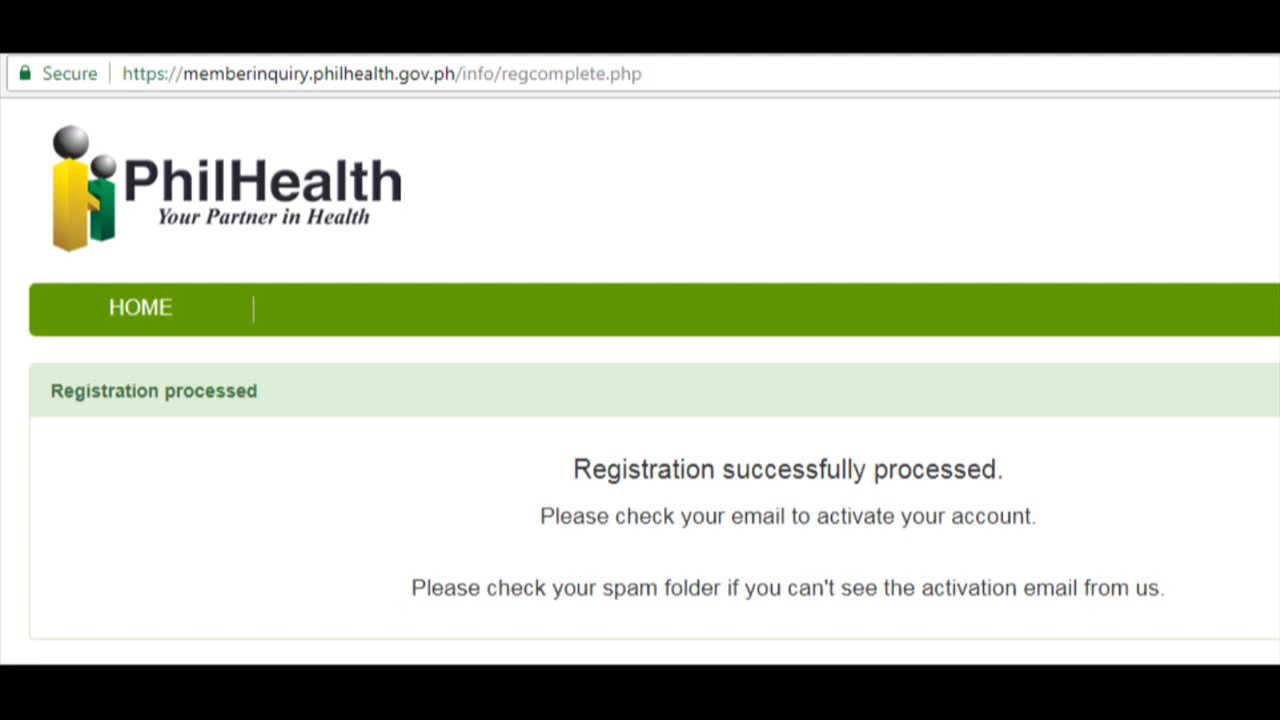 Secure https://memberinquiry.philhealth.gov.ph/info/regcomplete.php
PhilHealth
Your Partner in Health
HOME
Registration processed
Registration successfully processed.
Please check your email to activate your account.
Please check your spam folder if you can't see the activation email from us.